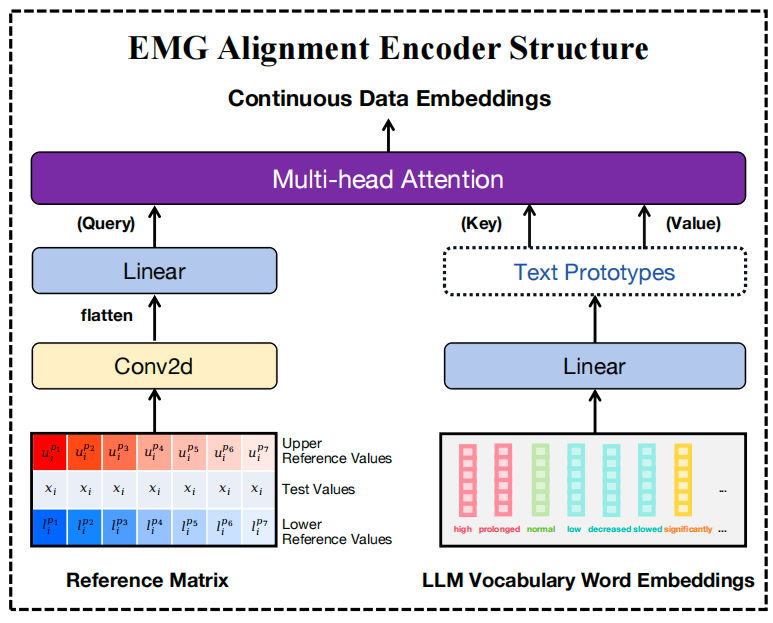 EMG Alignment Encoder Structure
Continuous Data Embeddings
Multi-head Attention
(Query) (Key) (Value)
Linear Text Prototypes
flatten
Conv2d Linear
u_i^{p_1} u_i^{p_2} u_i^{p_3} u_i^{p_4} u_i^{p_5} u_i^{p_6} u_i^{p_7} Upper
Reference Values
x_i x_i x_i x_i x_i x_i x_i Test Values
l_i^{p_1} l_i^{p_2} l_i^{p_3} l_i^{p_4} l_i^{p_5} l_i^{p_6} l_i^{p_7} Lower
Reference Values
...
high prolonged normal low decreased slowed significantly ...
Reference Matrix LLM Vocabulary Word Embeddings